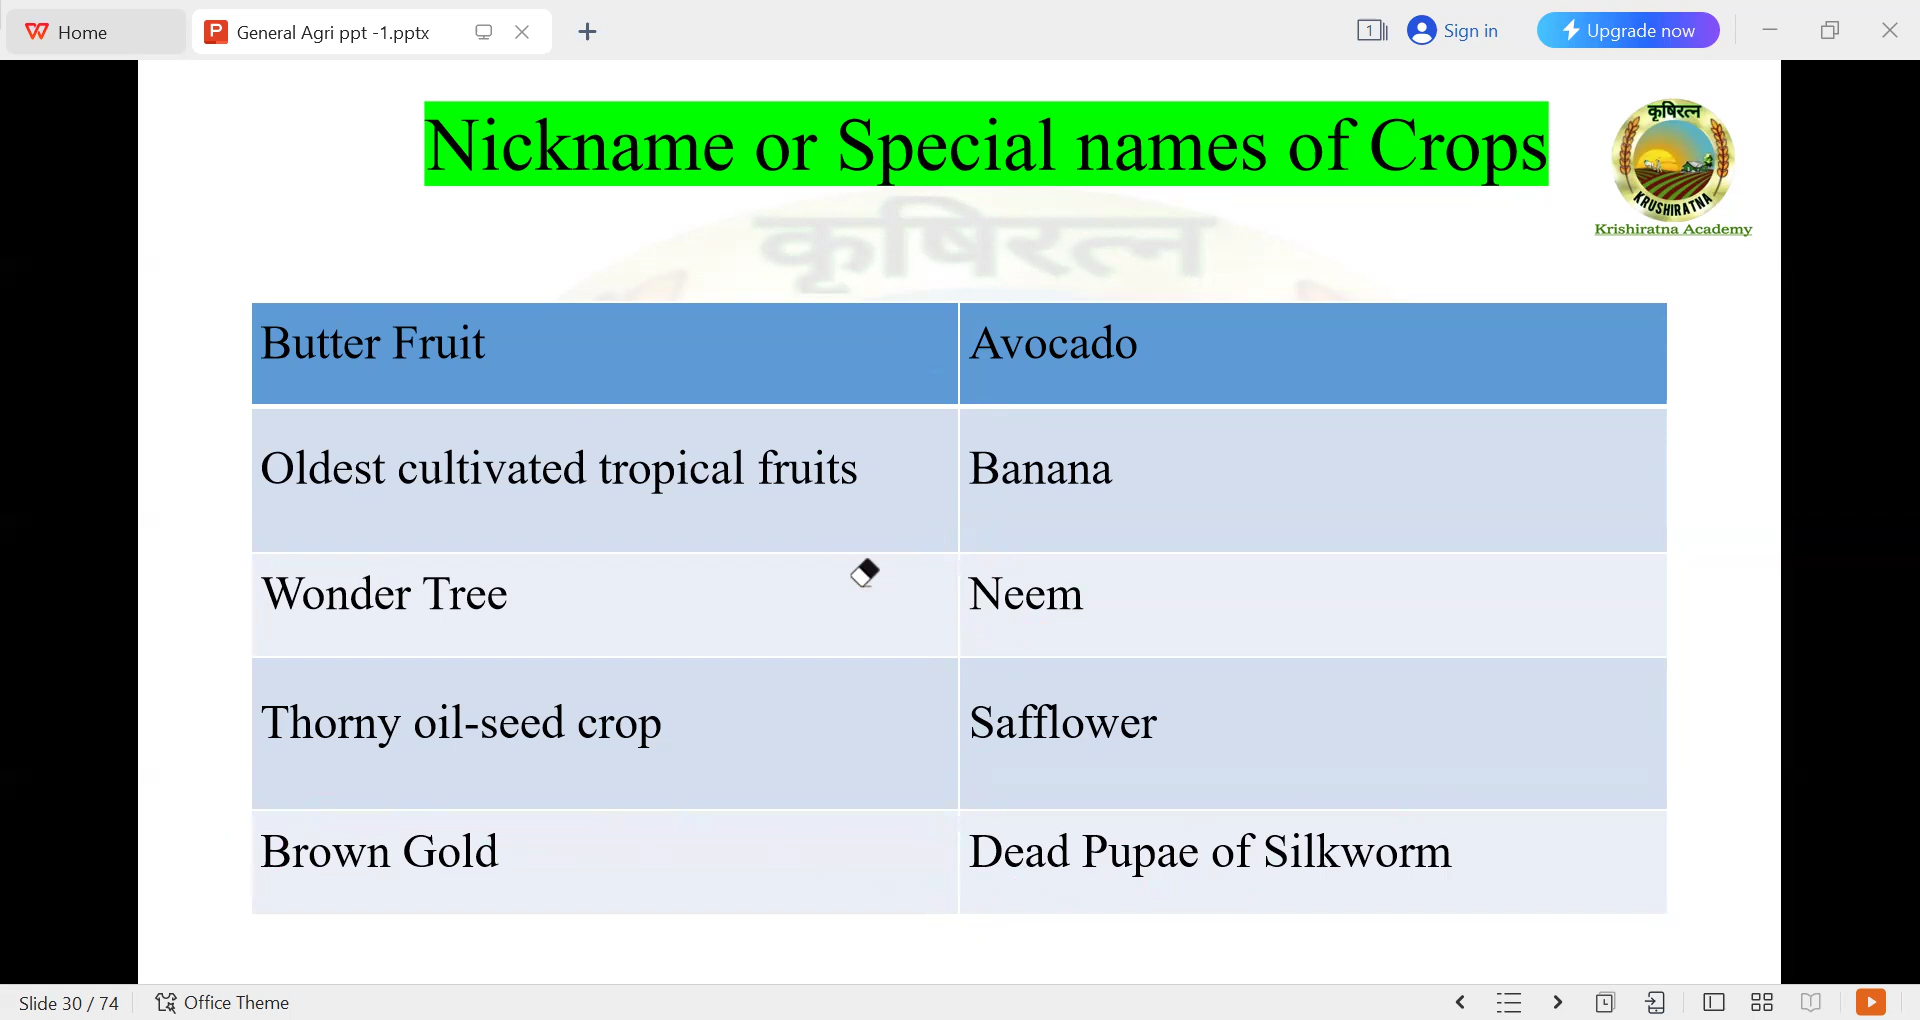 Home
General Agri ppt -1.pptx
1
Sign in
Upgrade now
Nickname or Special names of Crops
कृषिरत्न
KRUSHIRATNA
Krishiratna Academy
कृषिरत्न
Butter Fruit Avocado
Oldest cultivated tropical fruits Banana
Wonder Tree Neem
Thorny oil-seed crop Safflower
Brown Gold Dead Pupae of Silkworm
Slide 30 / 74
Office Theme